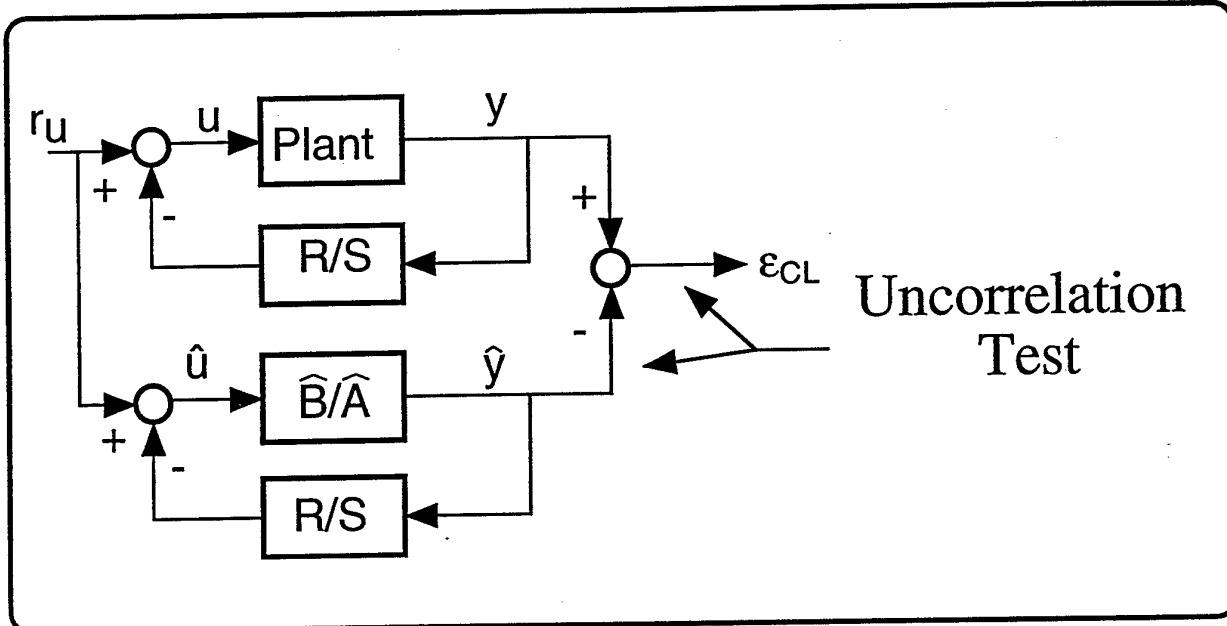 r_u
u
Plant
y
+
-
R/S
+
ε_CL
-
Uncorrelation
Test
û
B̂/Â
ŷ
+
-
R/S